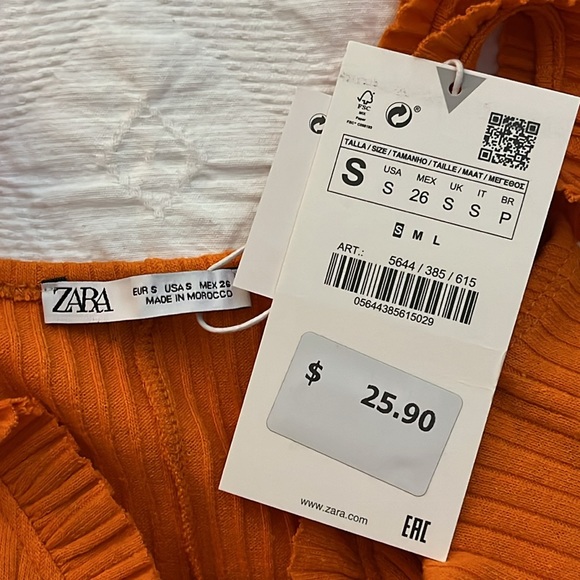 FSC
®
TALLA / SIZE / TAMANHO / TAILLE / MAAT / ΜΕΓΕΘΟΣ
S
USA MEX UK IT BR
S 26 S S P
S M L
ART.: 5644 / 385 / 615
05644385615029
$ 25.90
www.zara.com
EAC
ZARA
EUR S USA S MEX 26
MADE IN MOROCCO